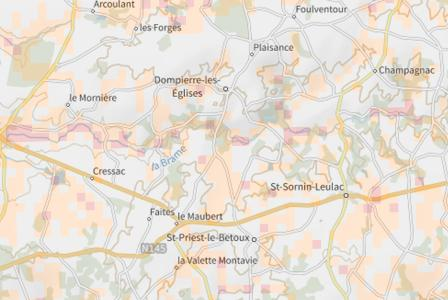 Arcoulant
Foulventour
les Forges
Plaisance
Champagnac
Dompierre-les-
Églises
le Mornière
la Brame
Cressac
St-Sornin-Leulac
Faites
le Maubert
St-Priest-le-Betoux
N145
la Valette Montavie